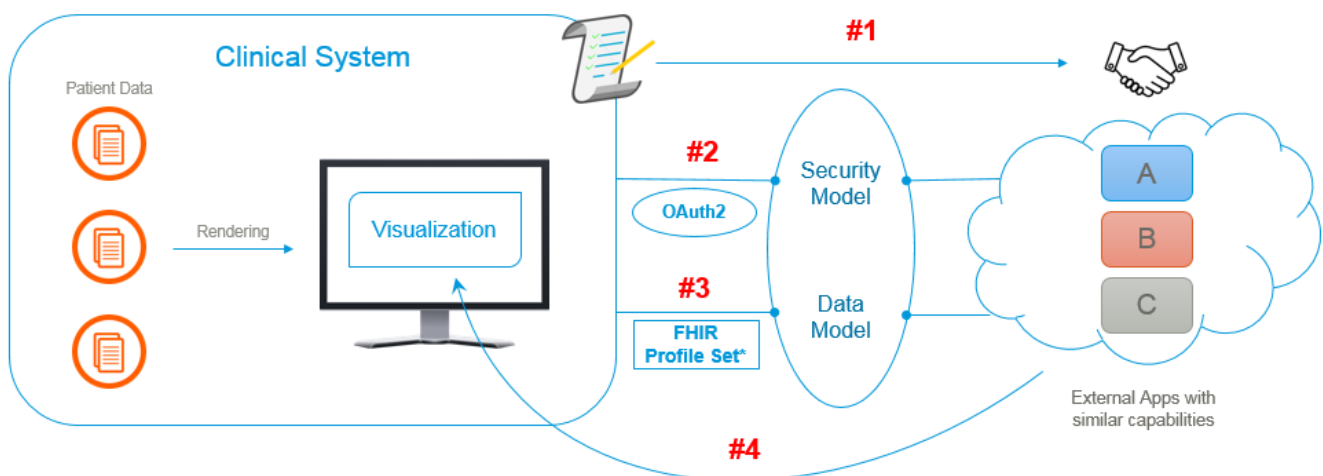 Clinical System
#1
Patient Data
Rendering
Visualization
#2
OAuth2
Security
Model
#3
FHIR
Profile Set*
Data
Model
A
B
C
External Apps with
similar capabilities
#4